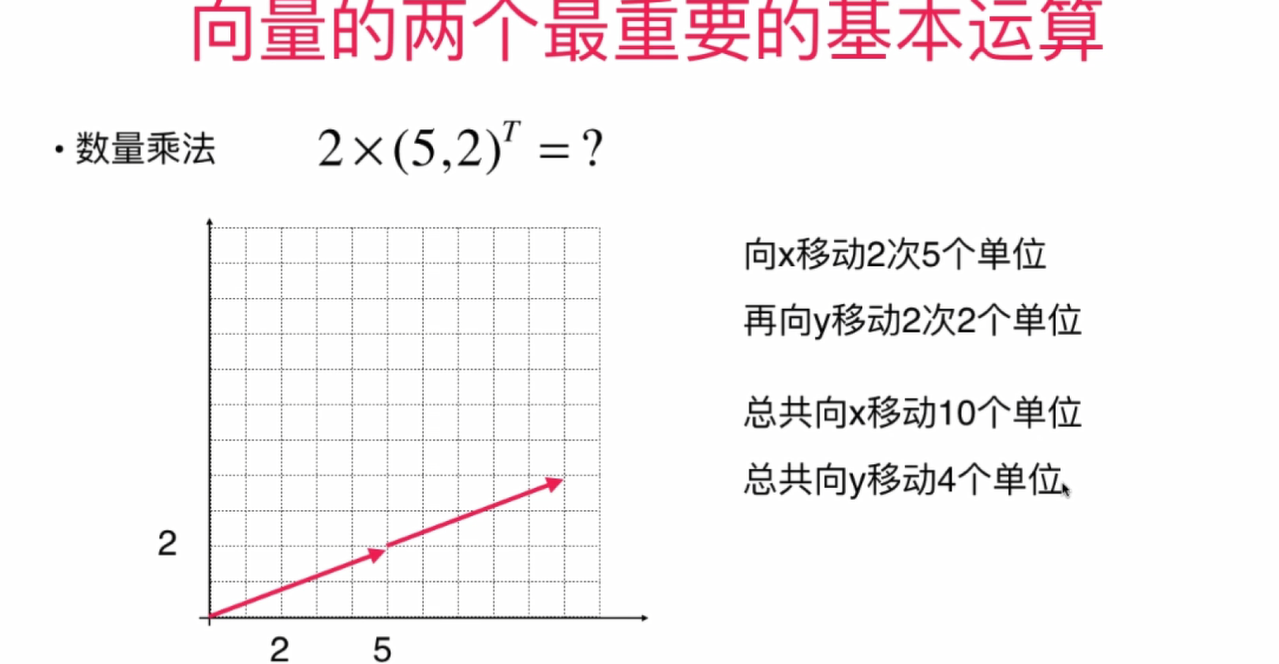 向量的两个最重要的基本运算
• 数量乘法 2×(5,2)ᵀ = ?
向x移动2次5个单位
再向y移动2次2个单位
总共向x移动10个单位
总共向y移动4个单位
2
2 5